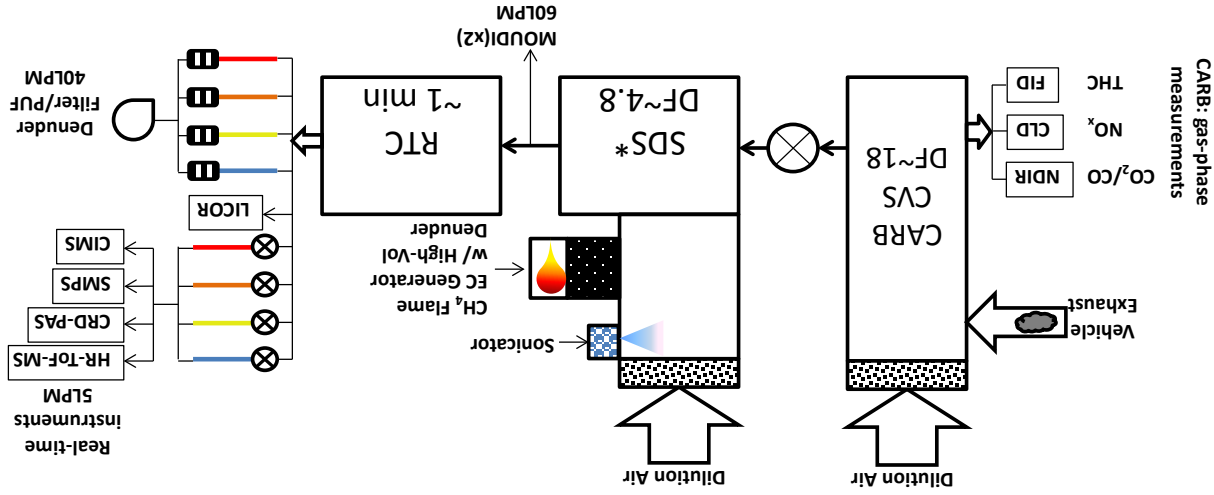 Dilution Air
Dilution Air
Vehicle
Exhaust
CARB
CVS
DF~18
CARB: gas-phase
measurements
CO₂/CO
NOₓ
THC
NDIR
CLD
FID
Sonicator
CH₄ Flame
EC Generator
w/ High-Vol
Denuder
SDS*
DF~4.8
MOUDI(x2)
60LPM
RTC
~1 min
Real-time
instruments
5LPM
HR-ToF-MS
CRD-PAS
SMPS
CIMS
LICOR
Denuder
Filter/PUF
40LPM